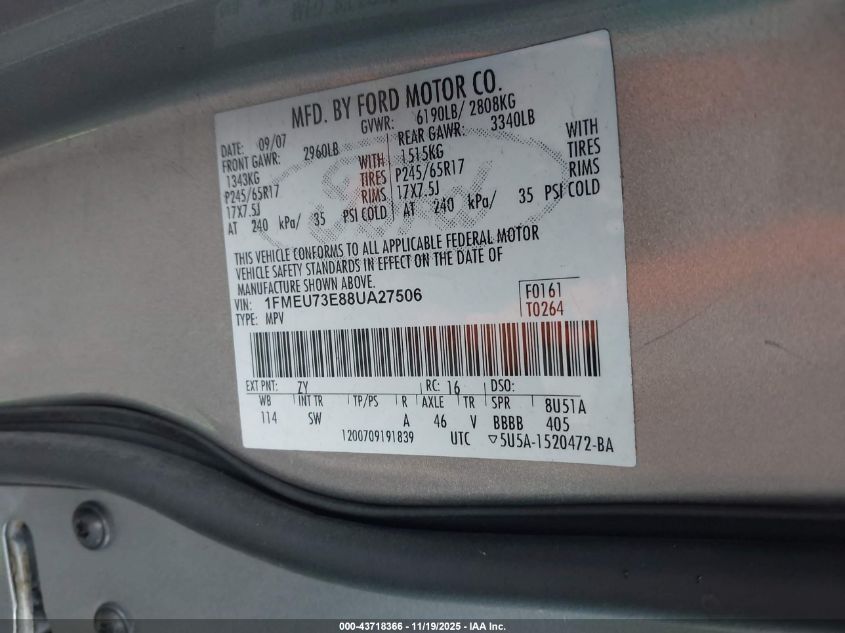 MFD. BY FORD MOTOR CO.
DATE: 09/07 GVWR: 6190LB/ 2808KG
FRONT GAWR: 2960LB REAR GAWR: 3340LB
1343KG WITH 1515KG WITH
P245/65R17 TIRES P245/65R17 TIRES
17X7.5J RIMS 17X7.5J RIMS
AT 240 kPa/ 35 PSI COLD AT 240 kPa/ 35 PSI COLD
THIS VEHICLE CONFORMS TO ALL APPLICABLE FEDERAL MOTOR
VEHICLE SAFETY STANDARDS IN EFFECT ON THE DATE OF
MANUFACTURE SHOWN ABOVE.
VIN: 1FMEU73E88UA27506 F0161
TYPE: MPV T0264
EXT PNT: ZY RC: 16 DSO:
WB INT TR TP/PS R AXLE TR SPR 8U51A
114 SW A 46 V BBBB 405
1200709191839 UTC ▽5U5A-1520472-BA
000-43718366 - 11/19/2025 - IAA Inc.